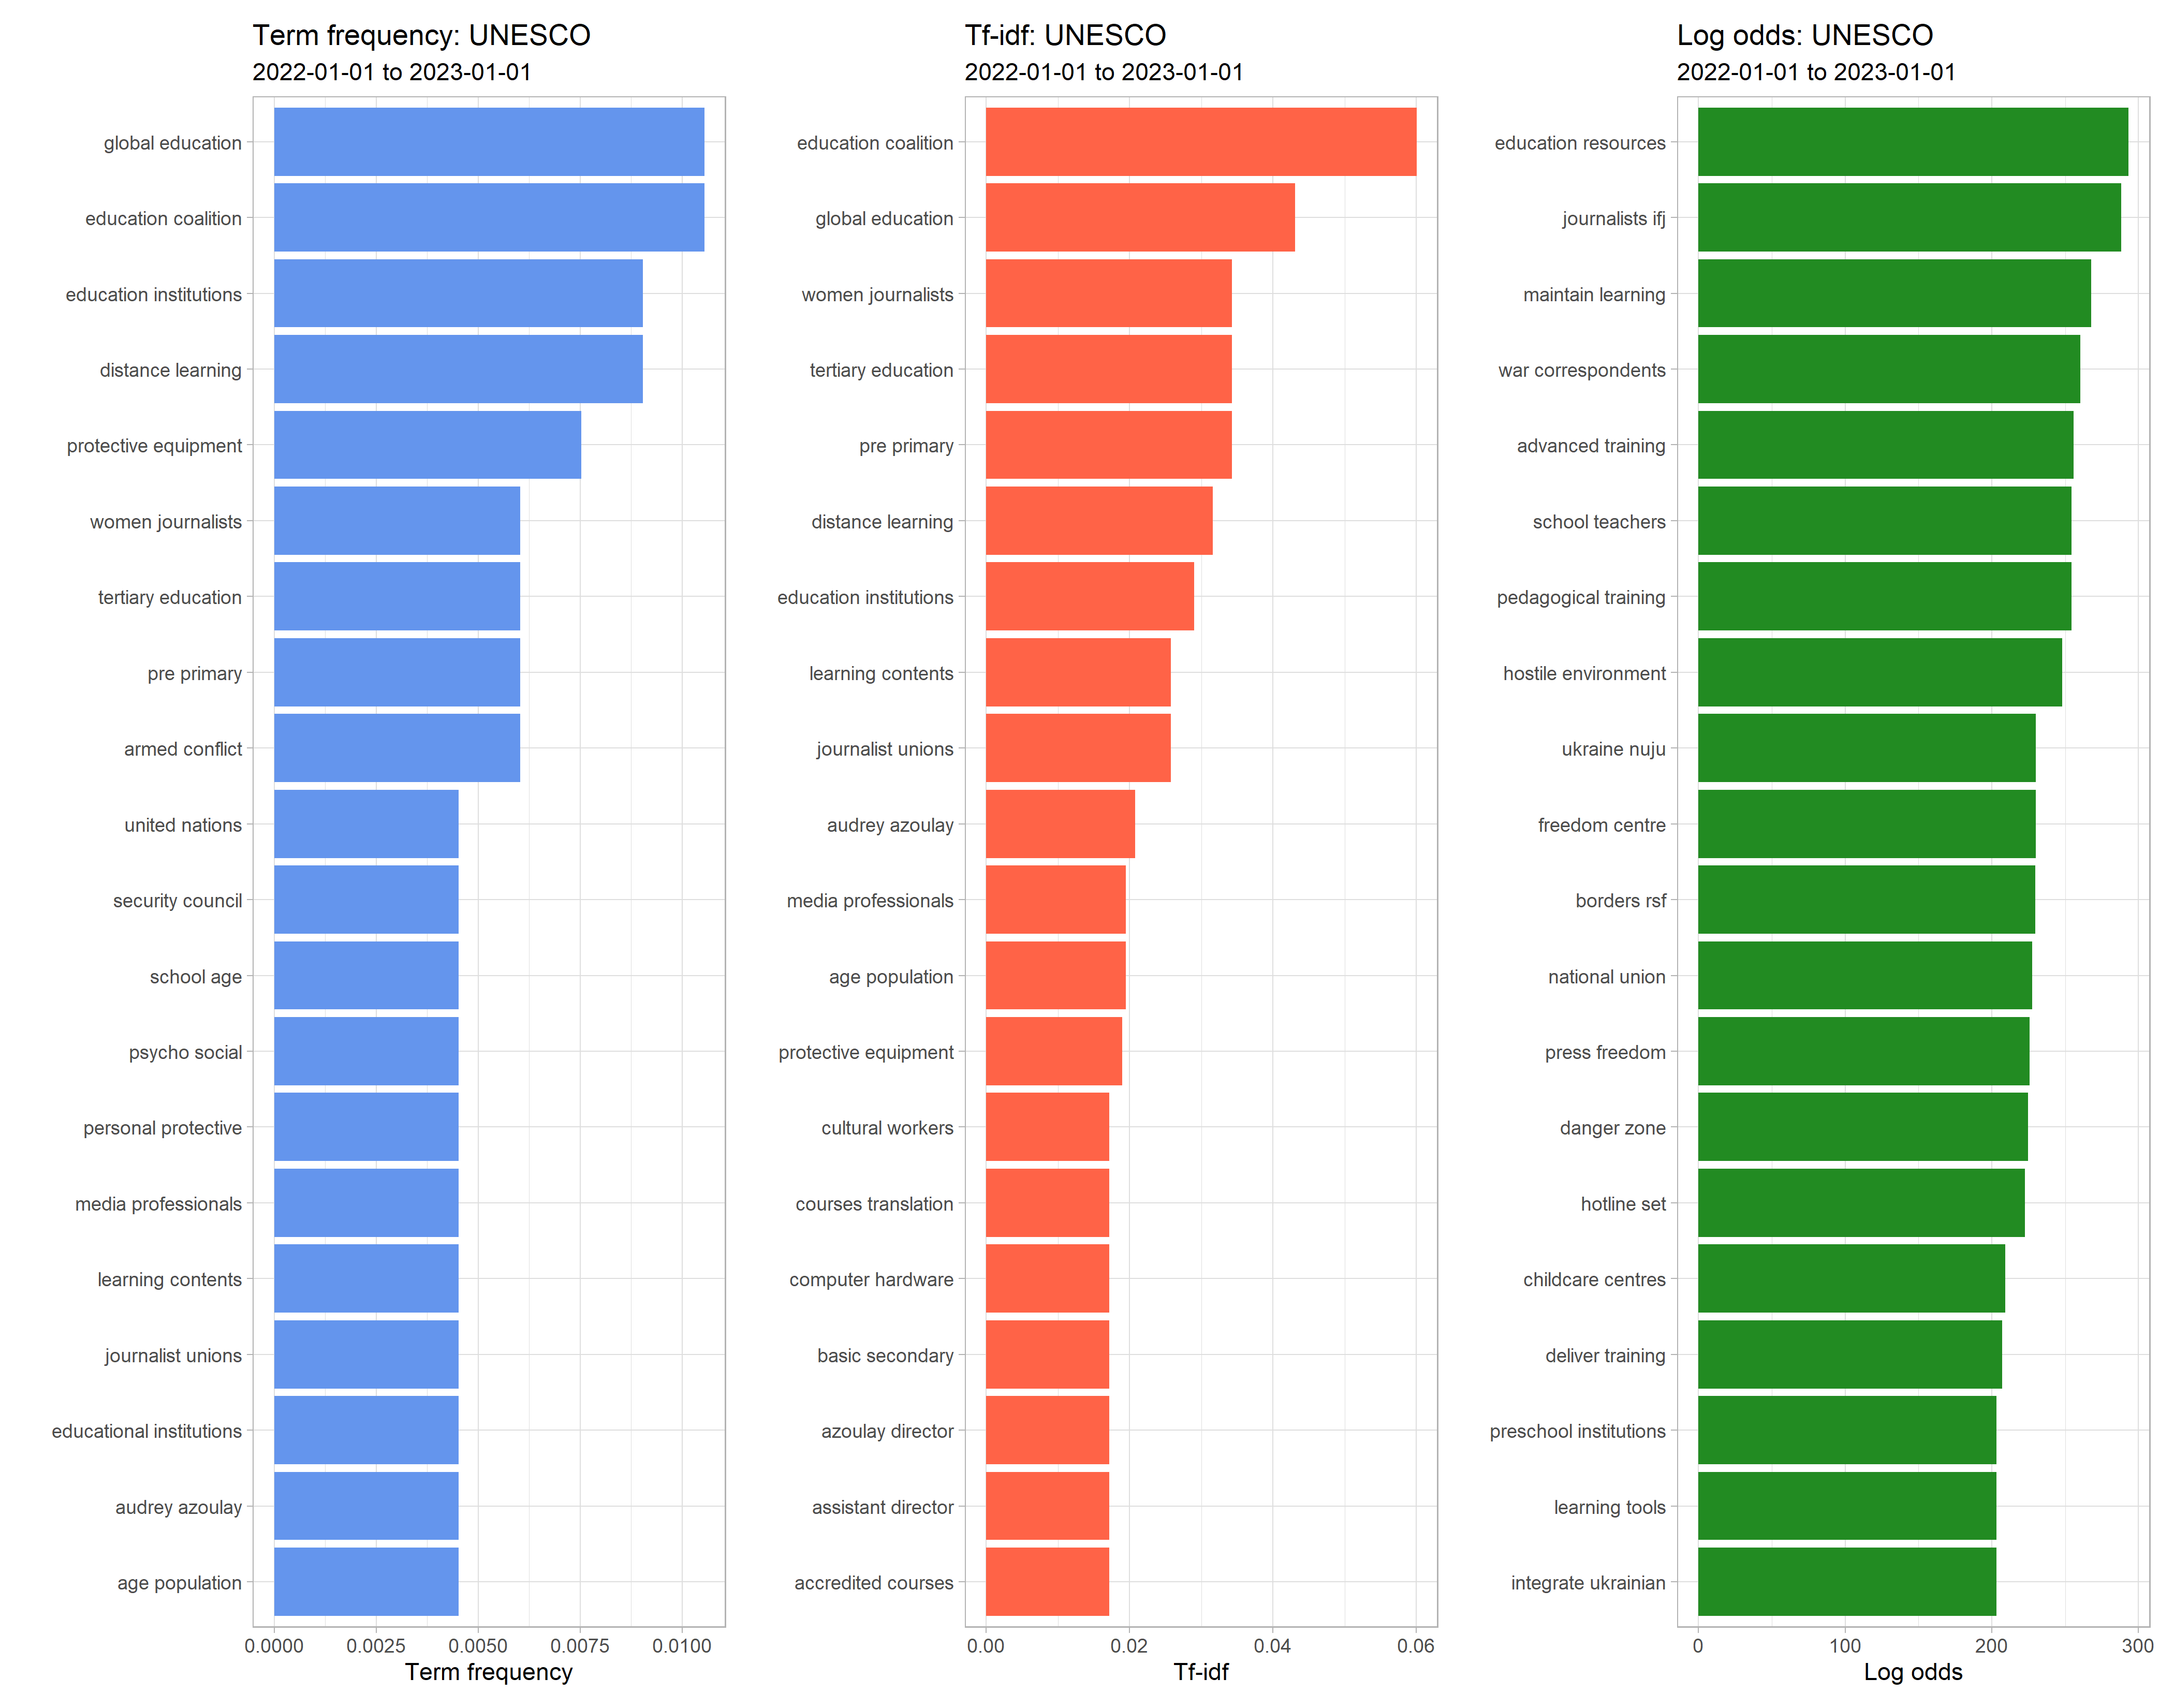 Term frequency: UNESCO
2022-01-01 to 2023-01-01
global education
education coalition
education institutions
distance learning
protective equipment
women journalists
tertiary education
pre primary
armed conflict
united nations
security council
school age
psycho social
personal protective
media professionals
learning contents
journalist unions
educational institutions
audrey azoulay
age population
0.0000 0.0025 0.0050 0.0075 0.0100
Term frequency
Tf-idf: UNESCO
2022-01-01 to 2023-01-01
education coalition
global education
women journalists
tertiary education
pre primary
distance learning
education institutions
learning contents
journalist unions
audrey azoulay
media professionals
age population
protective equipment
cultural workers
courses translation
computer hardware
basic secondary
azoulay director
assistant director
accredited courses
0.00 0.02 0.04 0.06
Tf-idf
Log odds: UNESCO
2022-01-01 to 2023-01-01
education resources
journalists ifj
maintain learning
war correspondents
advanced training
school teachers
pedagogical training
hostile environment
ukraine nuju
freedom centre
borders rsf
national union
press freedom
danger zone
hotline set
childcare centres
deliver training
preschool institutions
learning tools
integrate ukrainian
0 100 200 300
Log odds